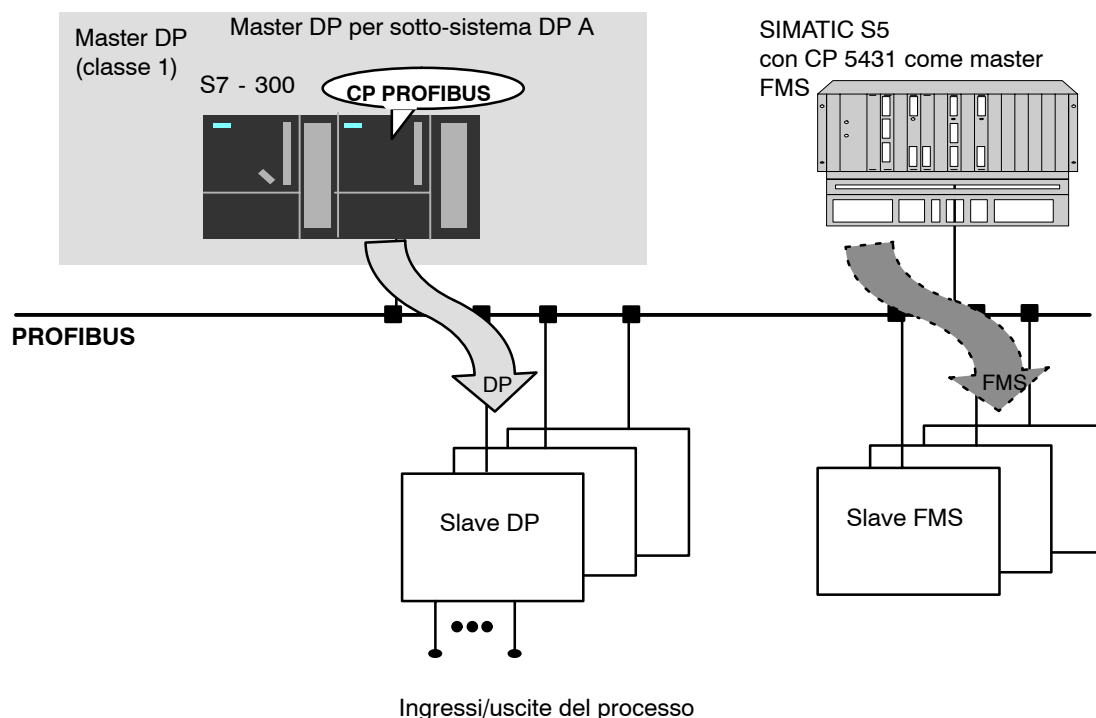 Master DP per sotto-sistema DP A
Master DP
(classe 1)
S7 - 300
CP PROFIBUS
SIMATIC S5
con CP 5431 come master
FMS
PROFIBUS
DP
FMS
Slave DP
Slave FMS
Ingressi/uscite del processo